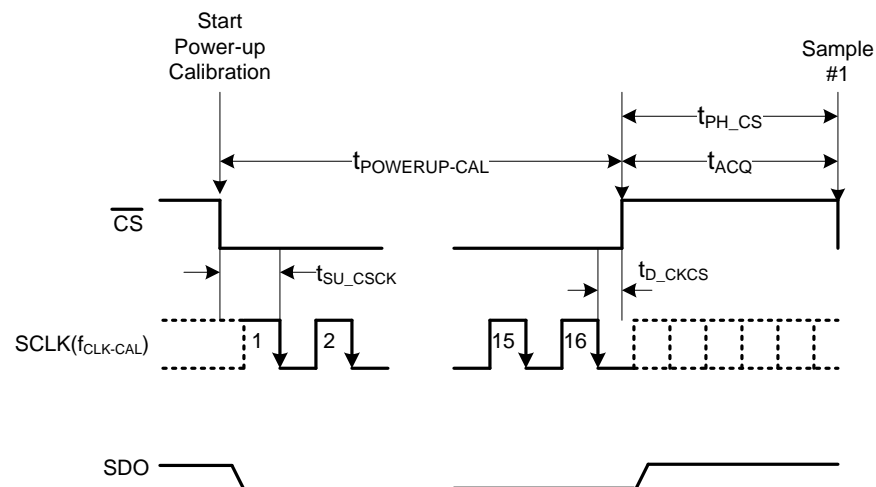 Start
Power-up
Calibration
Sample
#1
tPH_CS
tPOWERUP-CAL
tACQ
CS
tSU_CSCK
tD_CKCS
SCLK(fCLK-CAL)
1
2
15
16
SDO